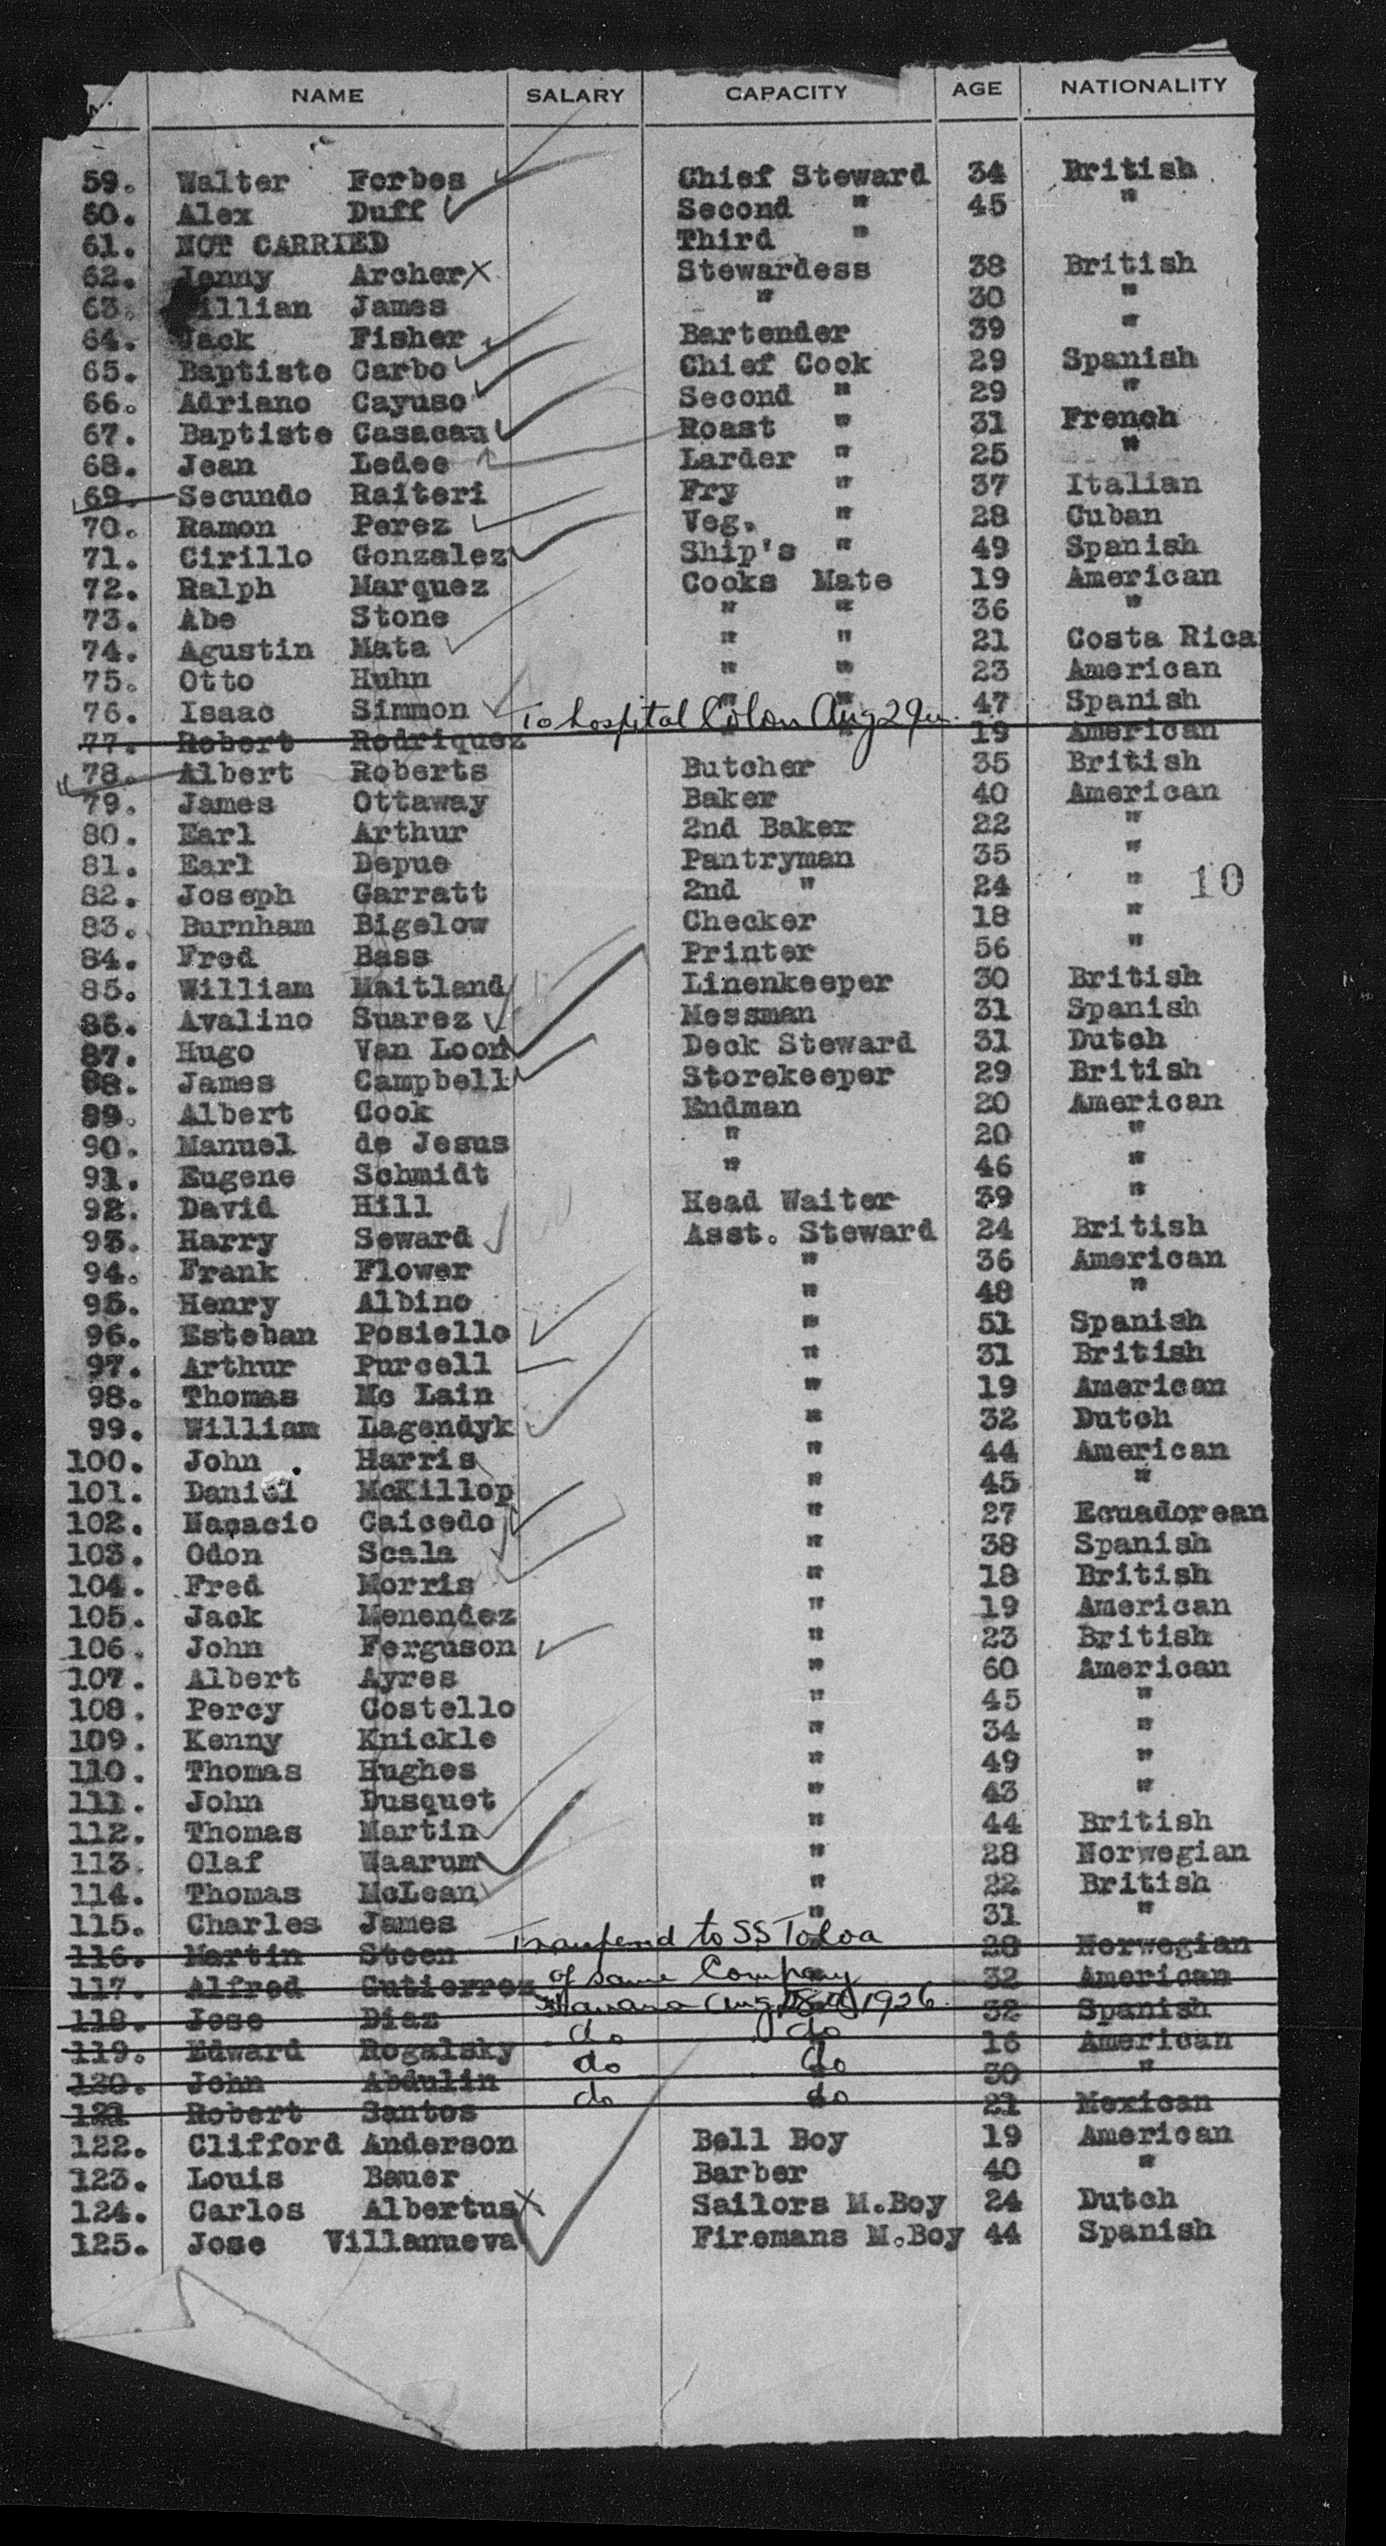 NAME SALARY CAPACITY AGE NATIONALITY
59. Walter Forbes Chief Steward 34 British
60. Alex Duff Second " 45 "
61. NOT CARRIED Third "
62. Jenny Archer X Stewardess 38 British
63. illian James " 30 "
64. Jack Fisher Bartender 39 "
65. Baptiste Carbo Chief Cook 29 Spanish
66. Adriano Cayuso Second " 29 "
67. Baptiste Casacau Roast " 31 French
68. Jean Ledee Larder " 25 "
69. Secundo Raiteri Fry " 37 Italian
70. Ramon Perez Veg. " 28 Cuban
71. Cirillo Gonzalez Ship's " 49 Spanish
72. Ralph Marquez Cooks Mate 19 American
73. Abe Stone " " 36 "
74. Agustin Mata " " 21 Costa Rica
75. Otto Huhn " " 23 American
76. Isaac Simmon " " 47 Spanish
To hospital Colon Aug 29
77. Robert Rodriquez " " 19 American
78. Albert Roberts Butcher 35 British
79. James Ottaway Baker 40 American
80. Earl Arthur 2nd Baker 22 "
81. Earl Depue Pantryman 35 "
82. Joseph Garratt 2nd " 24 " 10
83. Burnham Bigelow Checker 18 "
84. Fred Bass Printer 56 "
85. William Maitland Linenkeeper 30 British
86. Avalino Suarez Messman 31 Spanish
87. Hugo Van Loon Deck Steward 31 Dutch
88. James Campbell Storekeeper 29 British
89. Albert Cook Endman 20 American
90. Manuel de Jesus " 20 "
91. Eugene Schmidt " 46 "
92. David Hill Head Waiter 39 "
93. Harry Seward Asst. Steward 24 British
94. Frank Flower " 36 American
95. Henry Albino " 48 "
96. Esteban Posiello " 51 Spanish
97. Arthur Purcell " 31 British
98. Thomas Mc Lain " 19 American
99. William Lagendyk " 32 Dutch
100. John Harris " 44 American
101. Daniel McKillop " 45 "
102. Nacacio Caicedo " 27 Ecuadorean
103. Odon Scala " 38 Spanish
104. Fred Morris " 18 British
105. Jack Menendez " 19 American
106. John Ferguson " 23 British
107. Albert Ayres " 60 American
108. Percy Costello " 45 "
109. Kenny Knickle " 34 "
110. Thomas Hughes " 49 "
111. John Dusquet " 43 "
112. Thomas Martin " 44 British
113. Olaf Waarum " 28 Norwegian
114. Thomas McLean " 22 British
115. Charles James " 31 "
to SS Toloa
116. Martin Steen 28 Norwegian
of same Company
117. Alfred Gutierrez " 32 American
Havana Aug 1926
118. Jose Diaz 32 Spanish
do do
119. Edward Rogalsky 16 American
do do
120. John Abdulin 30 "
do do
121 Robert Santos 21 Mexican
122. Clifford Anderson Bell Boy 19 American
123. Louis Bauer Barber 40 "
124. Carlos Albertus X Sailors M.Boy 24 Dutch
125. Jose Villanueva Firemans M.Boy 44 Spanish